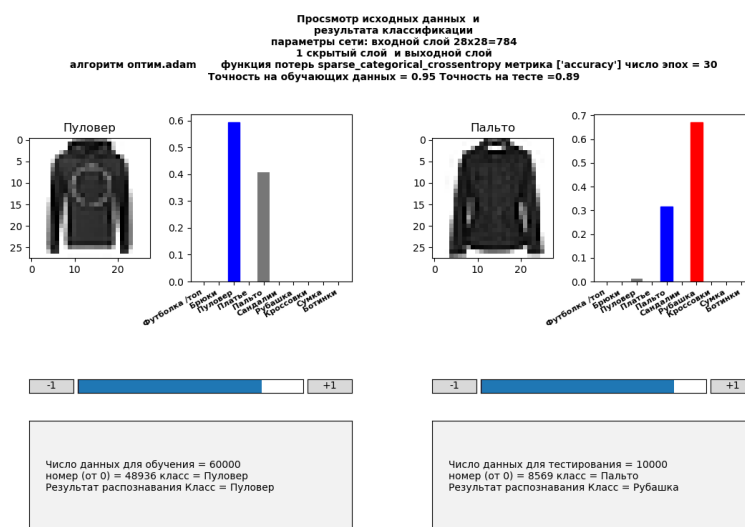 Просмотр исходных данных и
результата классификации
параметры сети: входной слой 28x28=784
1 скрытый слой и выходной слой
алгоритм оптим.adam функция потерь sparse_categorical_crossentropy метрика ['accuracy'] число эпох = 30
Точность на обучающих данных = 0.95 Точность на тесте =0.89
Пуловер
0
5
10
15
20
25
0
10
20
0.6
0.5
0.4
0.3
0.2
0.1
0.0
Футболка /топ
Брюки
Пуловер
Платье
Пальто
Сандалии
Рубашка
Кроссовки
Сумка
Ботинки
Пальто
0
5
10
15
20
25
0
10
20
0.7
0.6
0.5
0.4
0.3
0.2
0.1
0.0
Футболка /топ
Брюки
Пуловер
Платье
Пальто
Сандалии
Рубашка
Кроссовки
Сумка
Ботинки
-1
+1
-1
+1
Число данных для обучения = 60000
номер (от 0) = 48936 класс = Пуловер
Результат распознавания Класс = Пуловер
Число данных для тестирования = 10000
номер (от 0) = 8569 класс = Пальто
Результат распознавания Класс = Рубашка